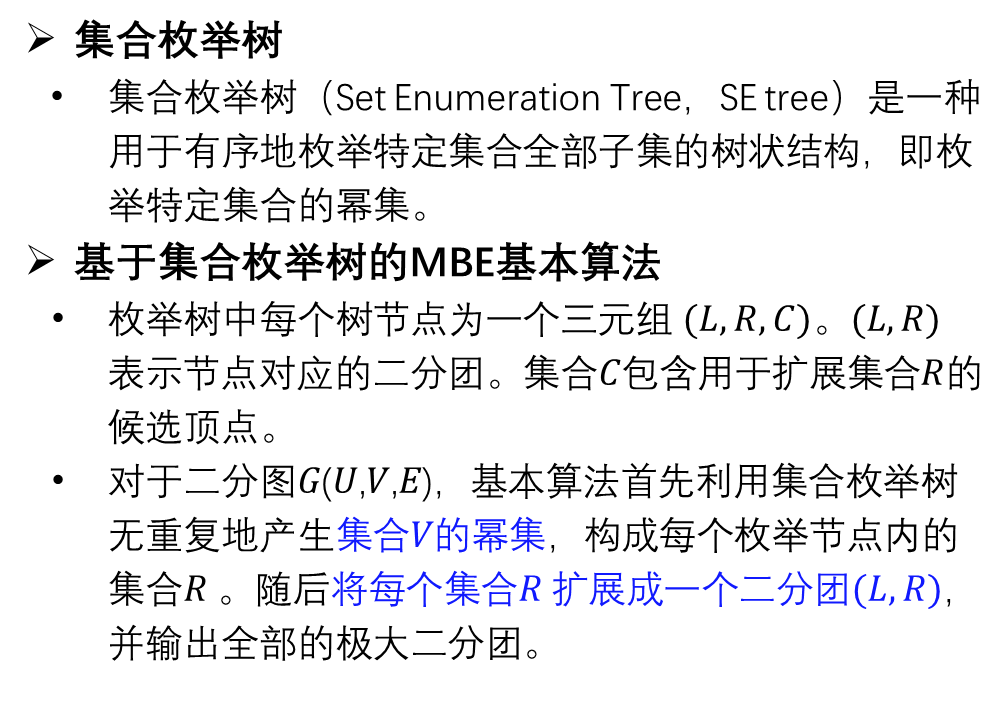 ➢ 集合枚举树
• 集合枚举树（Set Enumeration Tree，SE tree）是一种
用于有序地枚举特定集合全部子集的树状结构，即枚
举特定集合的幂集。
➢ 基于集合枚举树的MBE基本算法
• 枚举树中每个树节点为一个三元组 (L, R, C) 。(L, R)
表示节点对应的二分团。集合C包含用于扩展集合R的
候选顶点。
• 对于二分图G(U,V,E)，基本算法首先利用集合枚举树
无重复地产生集合V的幂集，构成每个枚举节点内的
集合R 。随后将每个集合R 扩展成一个二分团(L, R)，
并输出全部的极大二分团。